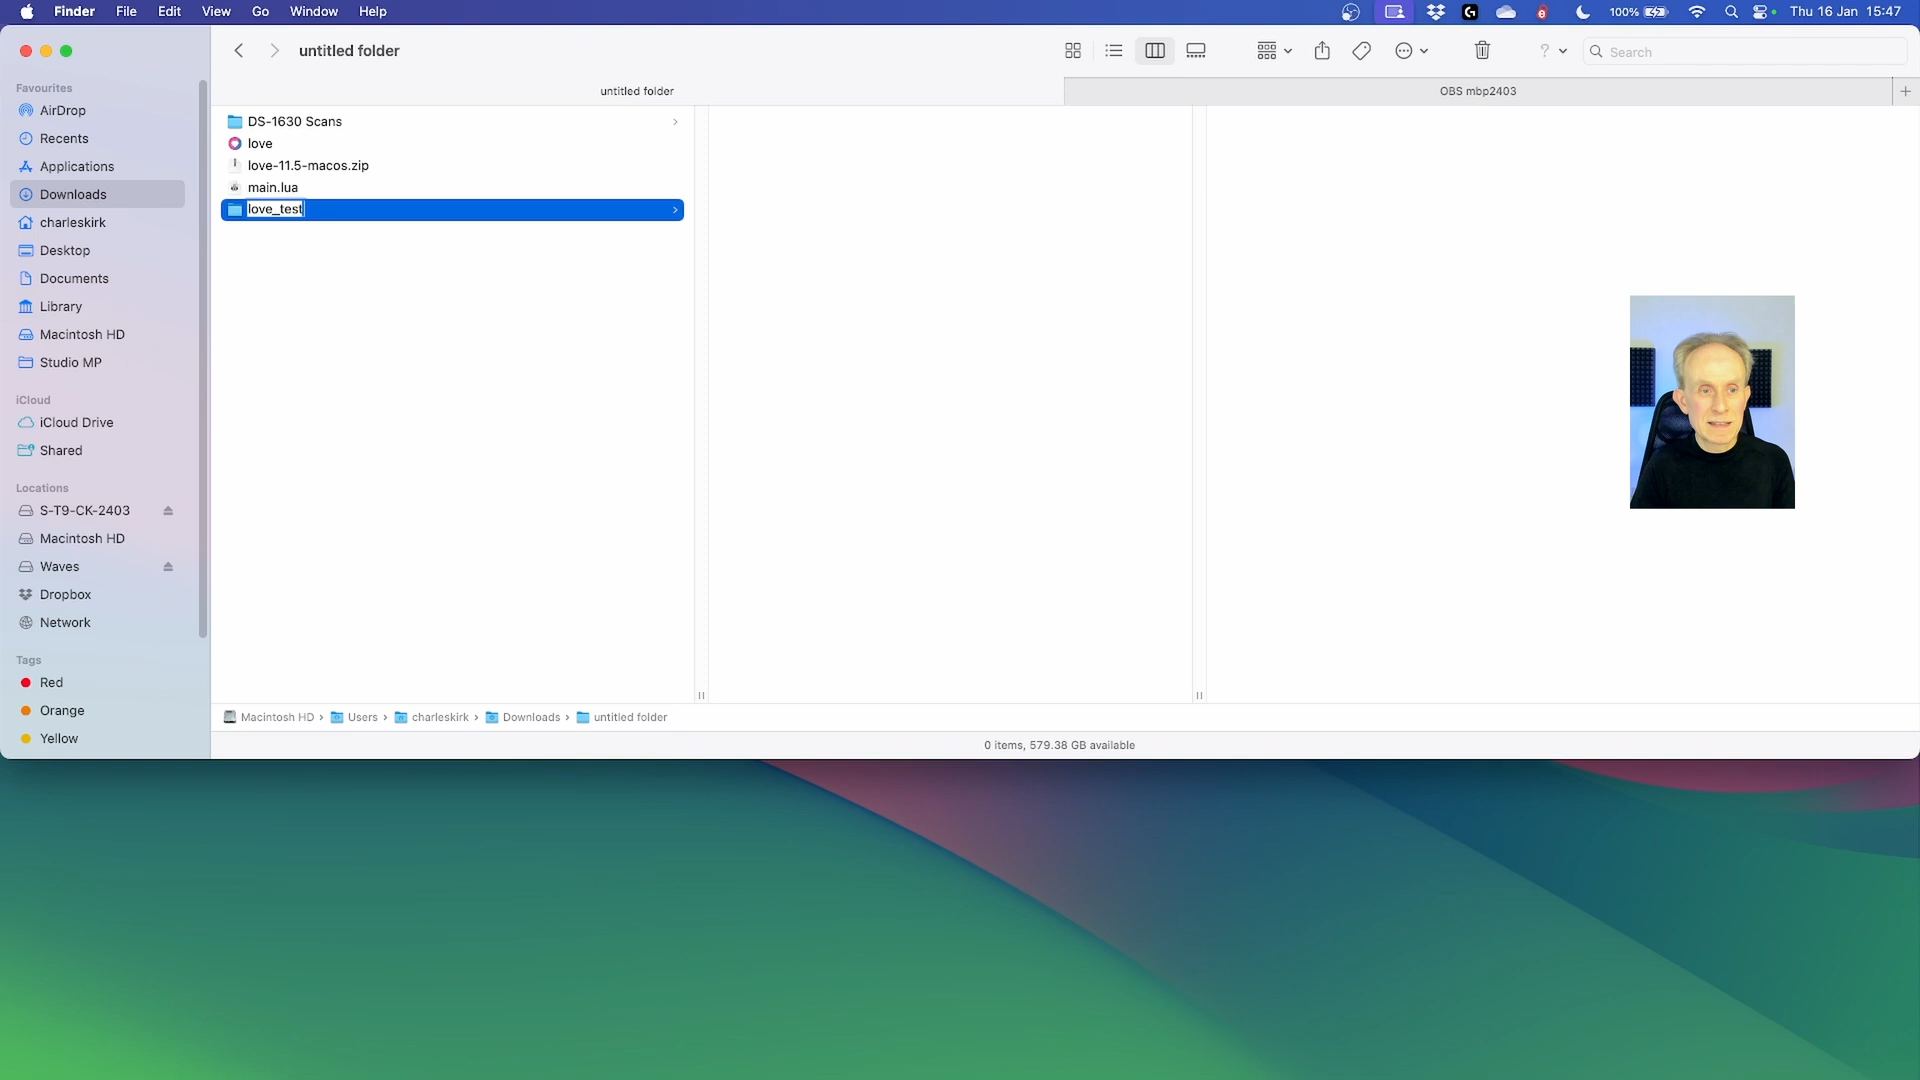 Finder File Edit View Go Window Help 100% Thu 16 Jan 15:47
untitled folder Search
untitled folder OBS mbp2403
Favourites
AirDrop
Recents
Applications
Downloads
charleskirk
Desktop
Documents
Library
Macintosh HD
Studio MP
iCloud
iCloud Drive
Shared
Locations
S-T9-CK-2403
Macintosh HD
Waves
Dropbox
Network
Tags
Red
Orange
Yellow
DS-1630 Scans
love
love-11.5-macos.zip
main.lua
love_test
Macintosh HD › Users › charleskirk › Downloads › untitled folder
0 items, 579.38 GB available